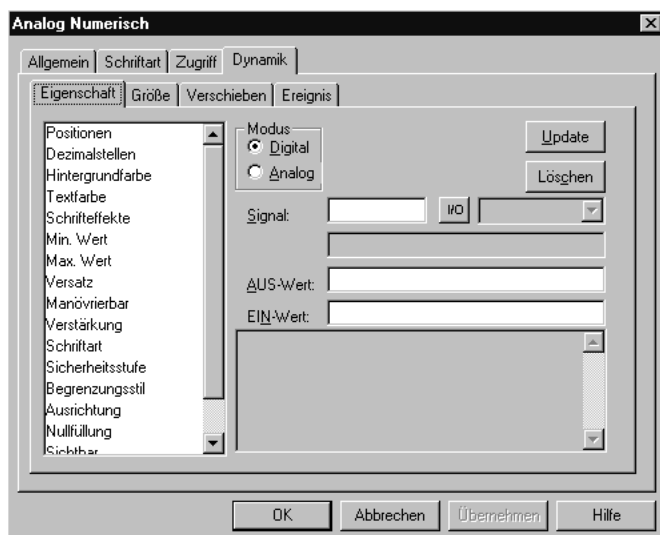 Analog Numerisch
Allgemein Schriftart Zugriff Dynamik
Eigenschaft Größe Verschieben Ereignis
Positionen
Dezimalstellen
Hintergrundfarbe
Textfarbe
Schrifteffekte
Min. Wert
Max. Wert
Versatz
Manövrierbar
Verstärkung
Schriftart
Sicherheitsstufe
Begrenzungsstil
Ausrichtung
Nullfüllung
Sichtbar
Modus
Digital
Analog
Update
Löschen
Signal: I/O
AUS-Wert:
EIN-Wert:
OK Abbrechen Übernehmen Hilfe